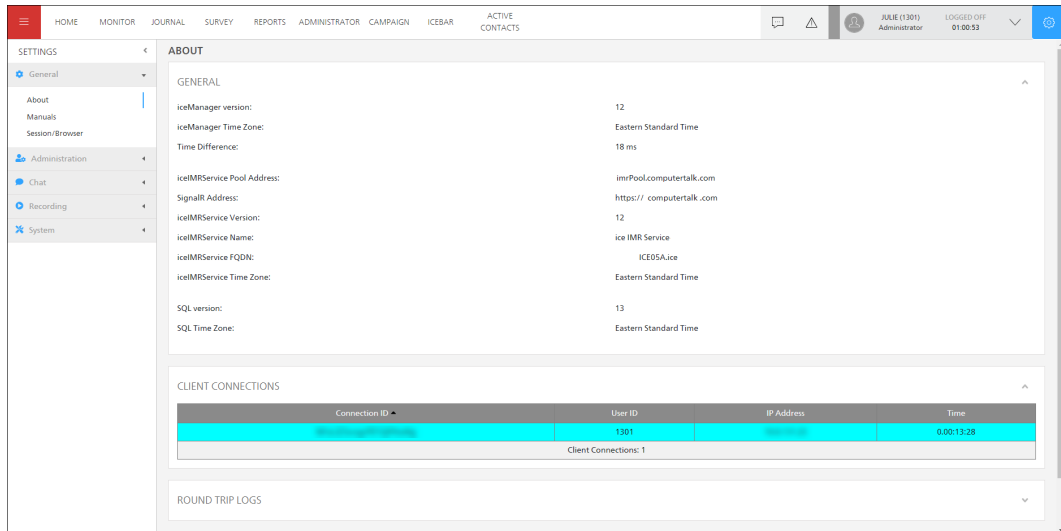 HOME MONITOR JOURNAL SURVEY REPORTS ADMINISTRATOR CAMPAIGN ICEBAR ACTIVE CONTACTS
JULIE (1301) LOGGED OFF
Administrator 01:00:53
SETTINGS
General
About
Manuals
Session/Browser
Administration
Chat
Recording
System
ABOUT
GENERAL
iceManager version: 12
iceManager Time Zone: Eastern Standard Time
Time Difference: 18 ms
iceIMRService Pool Address: imrPool.computertalk.com
SignalR Address: https:// computertalk .com
iceIMRService Version: 12
iceIMRService Name: ice IMR Service
iceIMRService FQDN: ICE05A.ice
iceIMRService Time Zone: Eastern Standard Time
SQL version: 13
SQL Time Zone: Eastern Standard Time
CLIENT CONNECTIONS
Connection ID User ID IP Address Time
1301 0.00:13:28
Client Connections: 1
ROUND TRIP LOGS